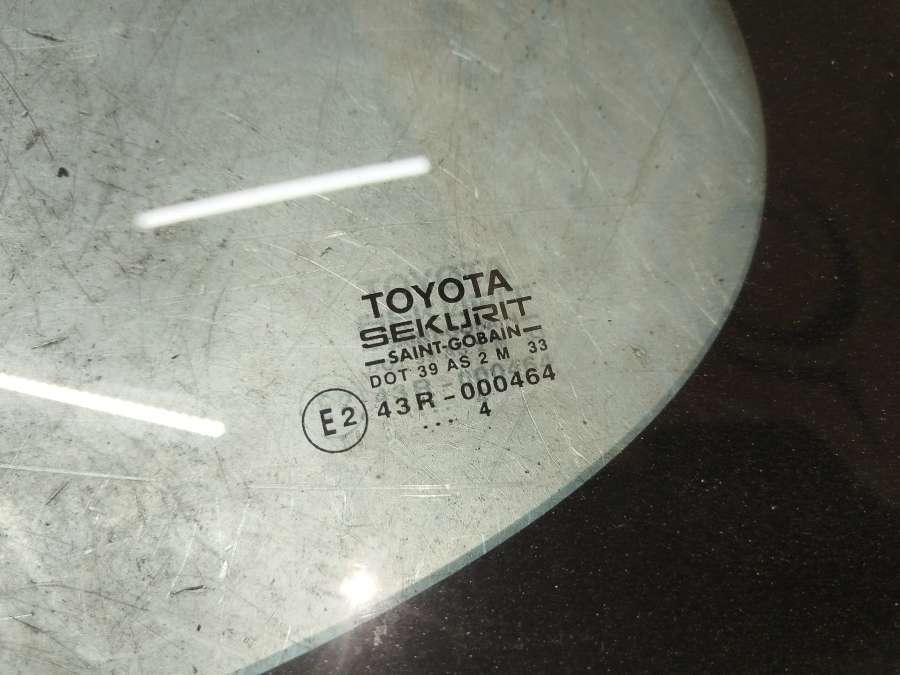 TOYOTA
SEKURIT
SAINT-GOBAIN
DOT 39 AS 2 M 33
E2 43R-000464
... 4